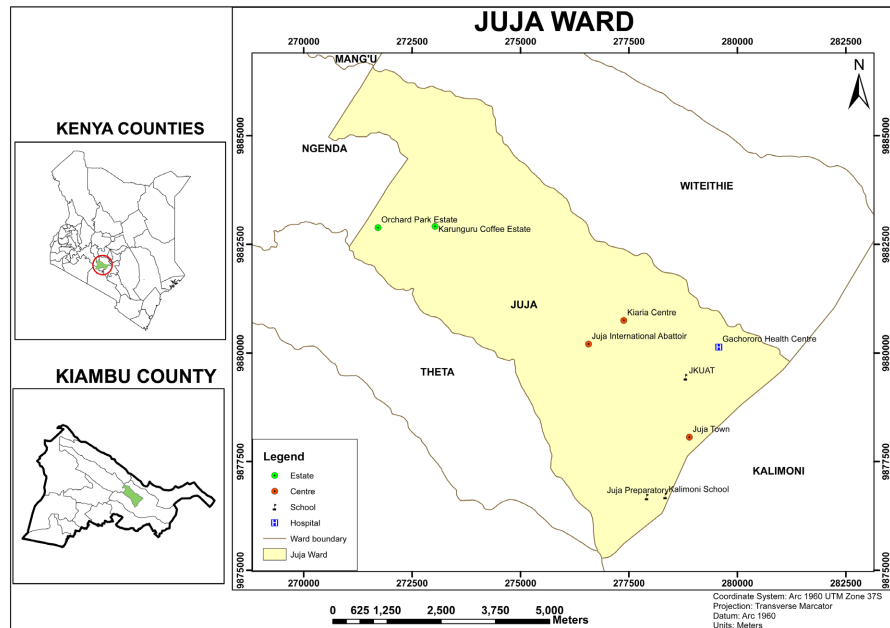 JUJA WARD
270000 272500 275000 277500 280000 282500
MANG'U
N
KENYA COUNTIES
9885000 9885000
NGENDA
WITEITHIE
Orchard Park Estate
Karunguru Coffee Estate
9882500 9882500
JUJA
Kiaria Centre
Juja International Abattoir
Gachororo Health Centre
9880000 9880000
KIAMBU COUNTY
THETA
JKUAT
Juja Town
Legend
Estate
Centre
School
Hospital
Ward boundary
Juja Ward
9877500 9877500
KALIMONI
Juja Preparatory
Kalimoni School
9875000 9875000
270000 272500 275000 277500 280000 282500
0 625 1,250 2,500 3,750 5,000
Meters
Coordinate System: Arc 1960 UTM Zone 37S
Projection: Transverse Marcator
Datum: Arc 1960
Units: Meters